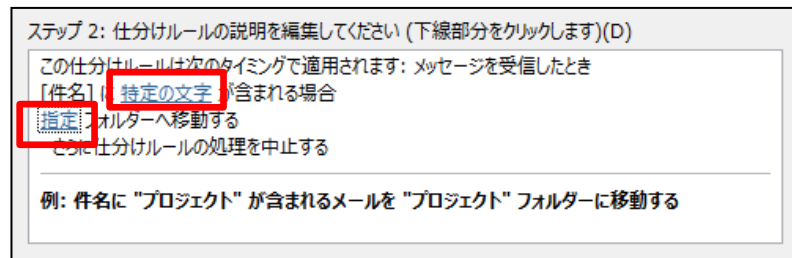 ステップ 2: 仕分けルールの説明を編集してください (下線部分をクリックします)(D)
この仕分けルールは次のタイミングで適用されます: メッセージを受信したとき
[件名] に 特定の文字 が含まれる場合
指定 フォルダーへ移動する
さらに仕分けルールの処理を中止する
例: 件名に "プロジェクト" が含まれるメールを "プロジェクト" フォルダーに移動する